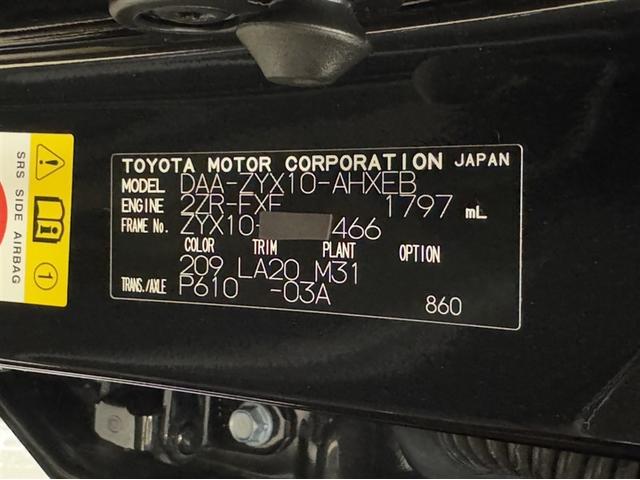 TOYOTA MOTOR CORPORATION JAPAN
MODEL DAA-ZYX10-AHXEB
ENGINE 2ZR-FXE 1797 mL
FRAME No. ZYX10- 466
COLOR TRIM PLANT OPTION
209 LA20 M31
TRANS./AXLE P610 -03A
860
SRS SIDE AIRBAG
1